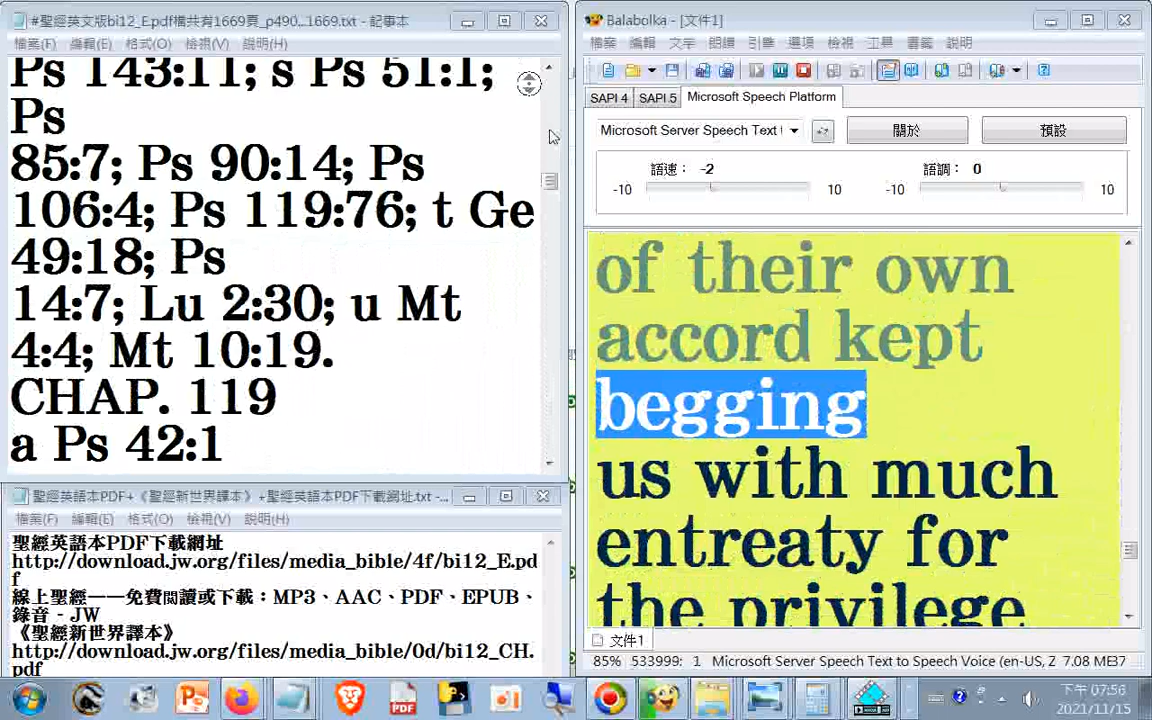 #聖經英文版bi12_E.pdf橫共有1669頁_p490...1669.txt - 記事本
檔案(F) 編輯(E) 格式(O) 檢視(V) 說明(H)
Ps 143:11; s Ps 51:1;
Ps
85:7; Ps 90:14; Ps
106:4; Ps 119:76; t Ge
49:18; Ps
14:7; Lu 2:30; u Mt
4:4; Mt 10:19.
CHAP. 119
a Ps 42:1
聖經英語本PDF+《聖經新世界譯本》+聖經英語本PDF下載網址.txt - ...
檔案(F) 編輯(E) 格式(O) 檢視(V) 說明(H)
聖經英語本PDF下載網址
http://download.jw.org/files/media_bible/4f/bi12_E.pd
f
線上聖經——免費閱讀或下載：MP3、AAC、PDF、EPUB、
錄音 - JW
《聖經新世界譯本》
http://download.jw.org/files/media_bible/0d/bi12_CH.
pdf
Balabolka - [文件1]
檔案 編輯 文字 朗讀 引擎 選項 檢視 工具 書籤 說明
SAPI 4 SAPI 5 Microsoft Speech Platform
Microsoft Server Speech Text 關於 預設
語速： -2 語調： 0
-10 10 -10 10
of their own
accord kept
begging
us with much
entreaty for
the privilege
文件1
85% 533999: 1 Microsoft Server Speech Text to Speech Voice (en-US, Z 7.08 MB37
下午 07:56
2021/11/15